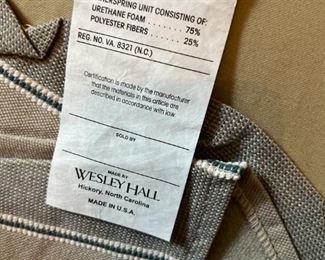 ERSPRING UNIT CONSISTING OF:
URETHANE FOAM . . . . . . . 75%
POLYESTER FIBERS . . . . . . 25%
REG. NO. VA. 8321 (N.C.)
Certification is made by the manufacturer
that the materials in this article are
described in accordance with law.
SOLD BY
MADE BY
WESLEY HALL
Hickory, North Carolina
MADE IN U.S.A.